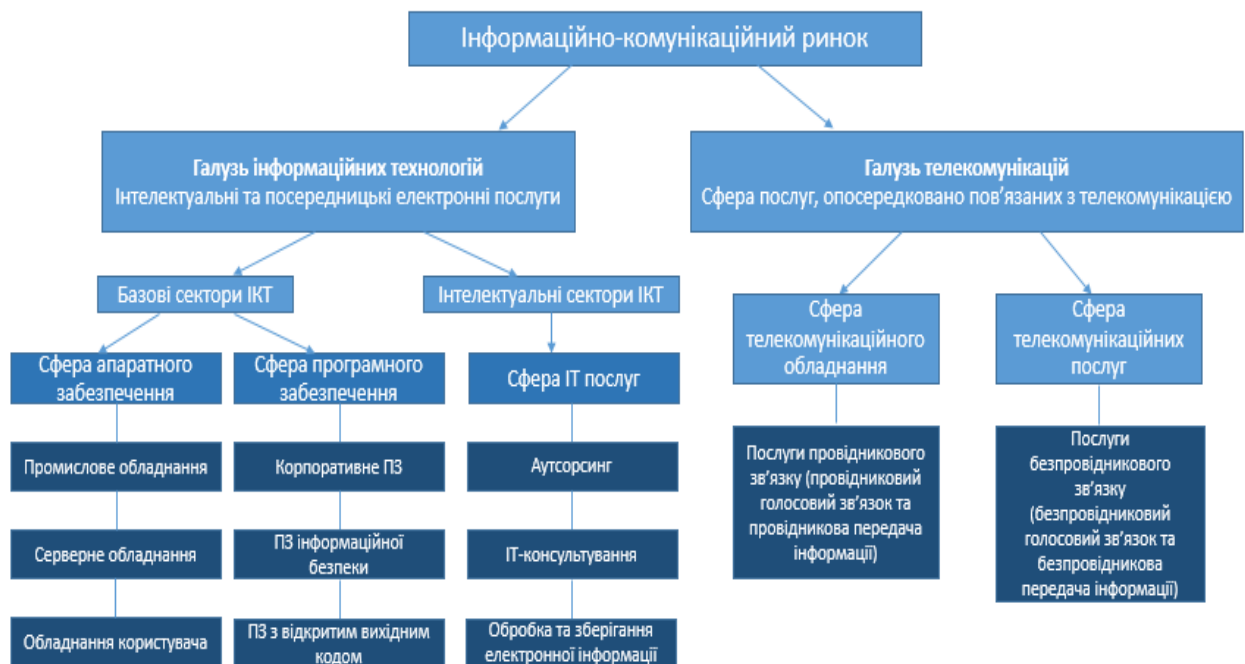 Інформаційно-комунікаційний ринок
Галузь інформаційних технологій
Інтелектуальні та посередницькі електронні послуги
Галузь телекомунікацій
Сфера послуг, опосередковано пов’язаних з телекомунікацією
Базові сектори ІКТ
Інтелектуальні сектори ІКТ
Сфера
телекомунікаційного
обладнання
Сфера
телекомунікаційних
послуг
Сфера апаратного
забезпечення
Сфера програмного
забезпечення
Сфера ІТ послуг
Промислове обладнання
Корпоративне ПЗ
Аутсорсинг
Послуги провідникового
зв’язку (провідниковий
голосовий зв’язок та
провідникова передача
інформації)
Послуги
безпровідникового
зв’язку
(безпровідниковий
голосовий зв’язок та
безпровідникова
передача інформації)
Серверне обладнання
ПЗ інформаційної
безпеки
ІТ-консультування
Обладнання користувача
ПЗ з відкритим вихідним
кодом
Обробка та зберігання
електронної інформації